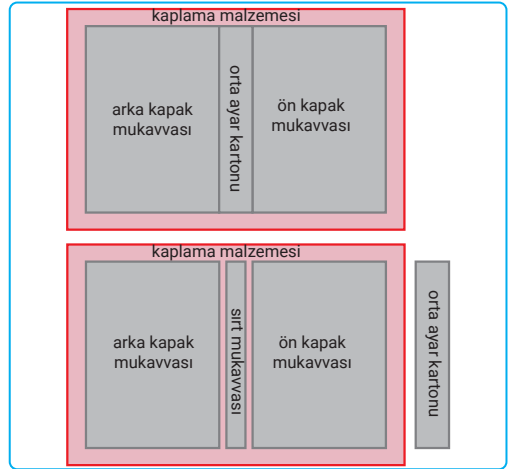 kaplama malzemesi
arka kapak
mukavvası
orta ayar kartonu
ön kapak
mukavvası
kaplama malzemesi
arka kapak
mukavvası
sırt mukavvası
ön kapak
mukavvası
orta ayar kartonu